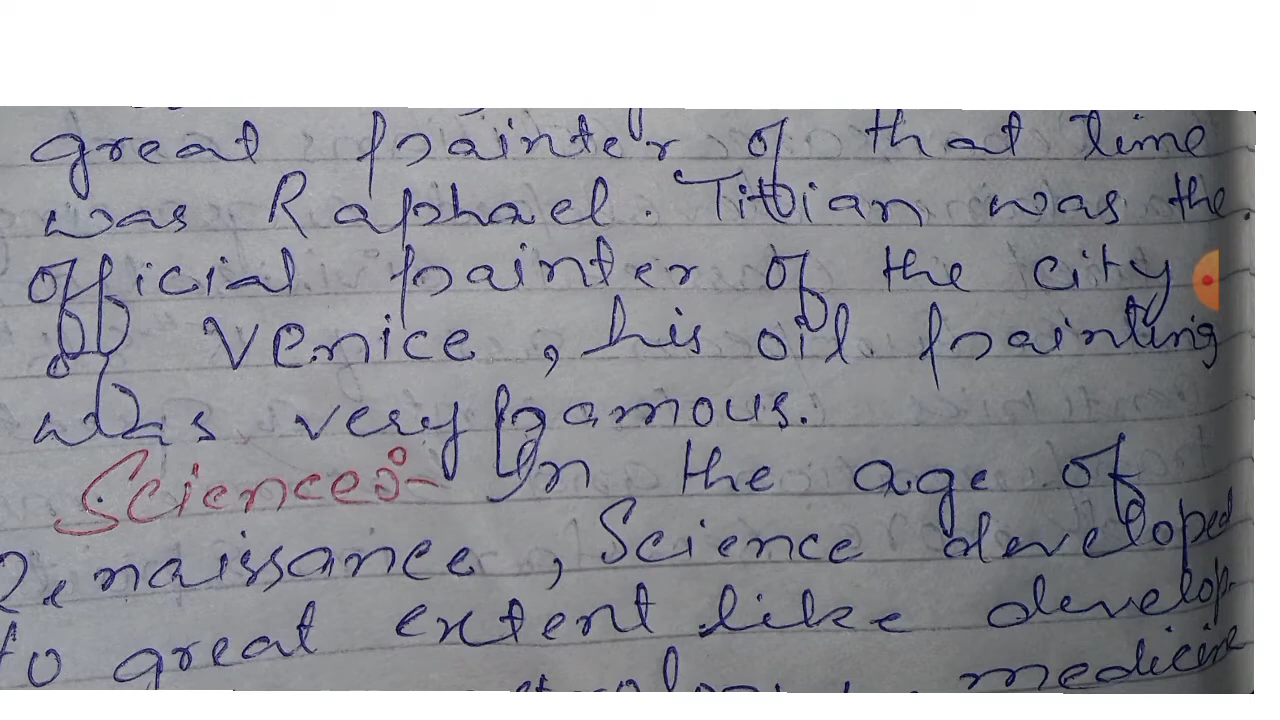 great painter of that time
was Raphael. Titian was the
official painter of the city
of Venice, his oil painting
was very famous.
Science:- In the age of
Renaissance, Science developed
to great extent like develop-
medicine